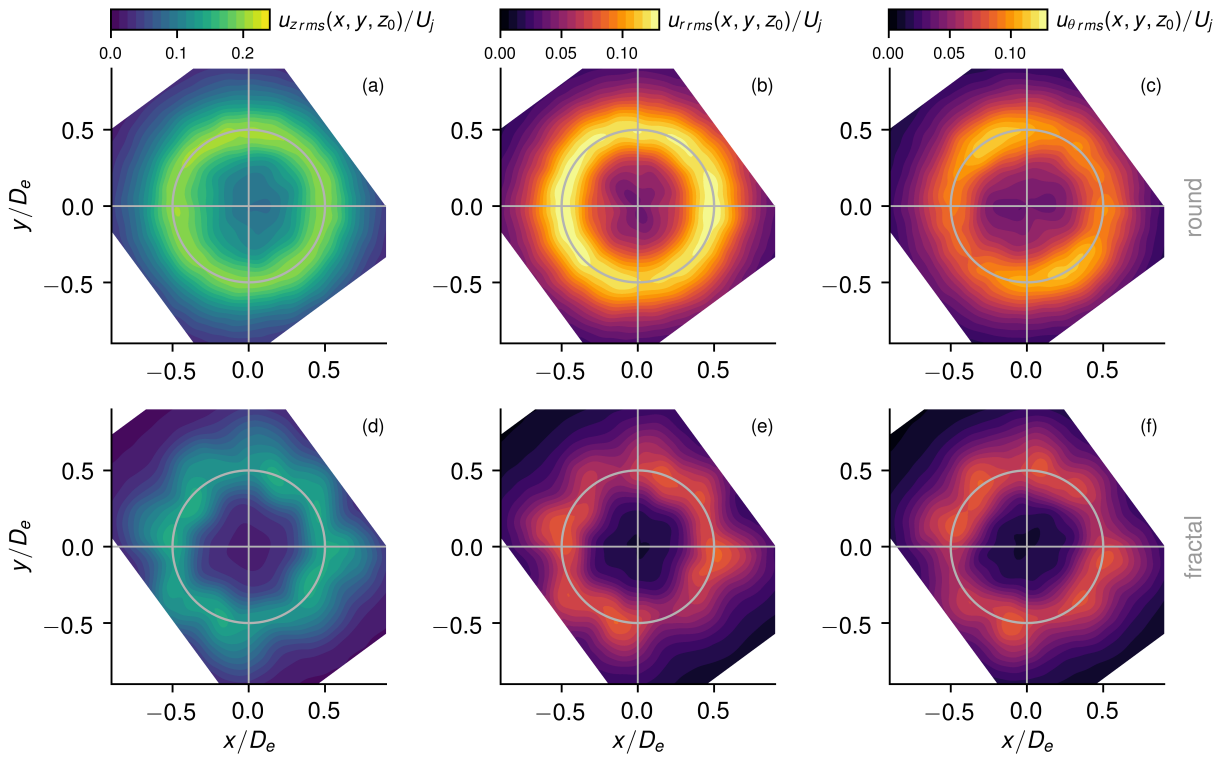 u_{z rms}(x, y, z_0)/U_j
0.0 0.1 0.2
u_{r rms}(x, y, z_0)/U_j
0.00 0.05 0.10
u_{θ rms}(x, y, z_0)/U_j
0.00 0.05 0.10
(a)
(b)
(c)
y/D_e
0.5
0.0
−0.5
0.5
0.0
−0.5
0.5
0.0
−0.5
round
−0.5 0.0 0.5
−0.5 0.0 0.5
−0.5 0.0 0.5
(d)
(e)
(f)
y/D_e
0.5
0.0
−0.5
0.5
0.0
−0.5
0.5
0.0
−0.5
fractal
−0.5 0.0 0.5
−0.5 0.0 0.5
−0.5 0.0 0.5
x/D_e
x/D_e
x/D_e